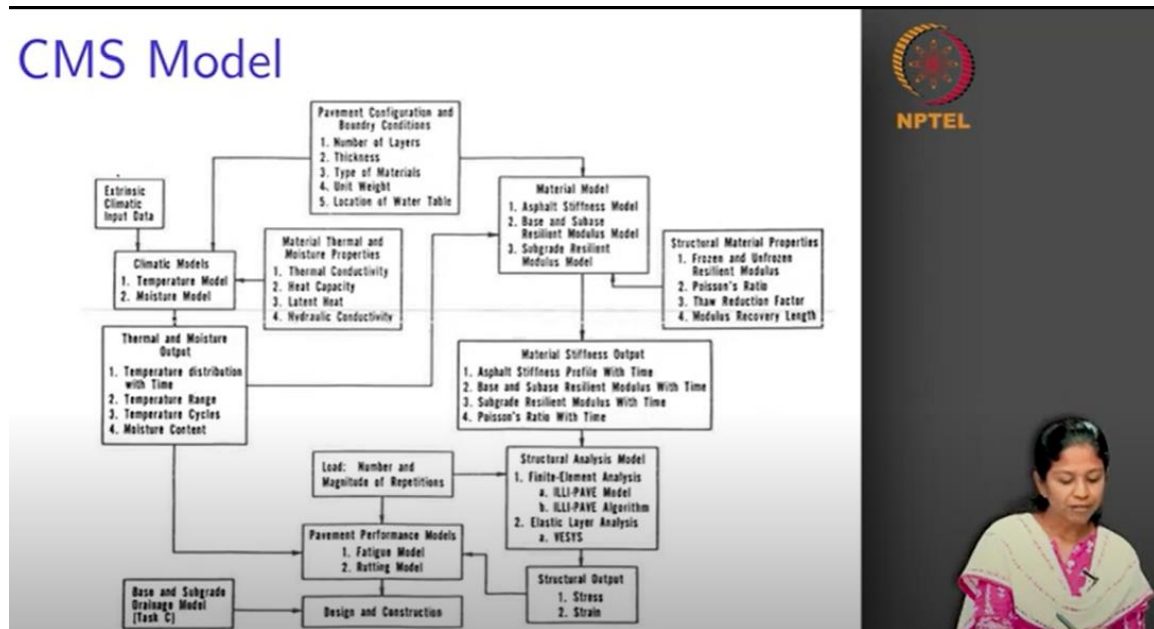 CMS Model
NPTEL
Pavement Configuration and
Boundry Conditions
1. Number of Layers
2. Thickness
3. Type of Materials
4. Unit Weight
5. Location of Water Table
Extrinsic
Climatic
Input Data
Material Model
1. Asphalt Stiffness Model
2. Base and Subase
Resilient Modulus Model
3. Subgrade Resilient
Modulus Model
Material Thermal and
Moisture Properties
1. Thermal Conductivity
2. Heat Capacity
3. Latent Heat
4. Hydraulic Conductivity
Structural Material Properties
1. Frozen and Unfrozen
Resilient Modulus
2. Poisson's Ratio
3. Thaw Reduction Factor
4. Modulus Recovery Length
Climatic Models
1. Temperature Model
2. Moisture Model
Thermal and Moisture
Output
1. Temperature distribution
with Time
2. Temperature Range
3. Temperature Cycles
4. Moisture Content
Material Stiffness Output
1. Asphalt Stiffness Profile With Time
2. Base and Subase Resilient Modulus With Time
3. Subgrade Resilient Modulus With Time
4. Poisson's Ratio With Time
Load: Number and
Magnitude of Repetitions
Structural Analysis Model
1. Finite-Element Analysis
a. ILLI-PAVE Model
b. ILLI-PAVE Algorithm
2. Elastic Layer Analysis
a. VESYS
Pavement Performance Models
1. Fatigue Model
2. Rutting Model
Structural Output
1. Stress
2. Strain
Base and Subgrade
Drainage Model
(Task C)
Design and Construction